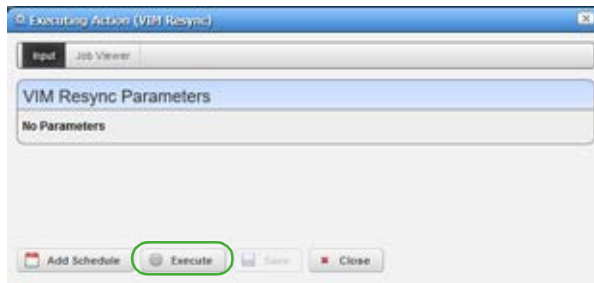 Executing Action (VIM Resync)
Input Job Viewer
VIM Resync Parameters
No Parameters
Add Schedule Execute Save Close